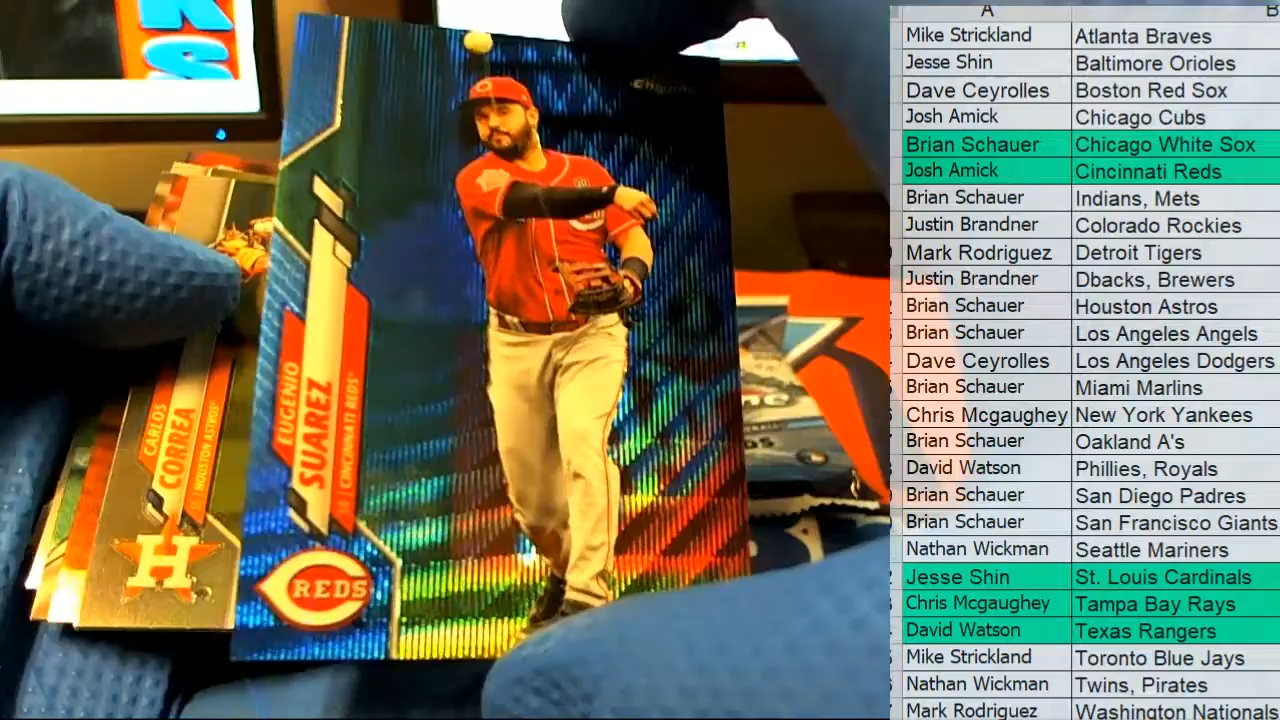 KS
EUGENIO
SUAREZ
3B | CINCINNATI REDS
REDS
CARLOS
CORREA
HOUSTON ASTROS
H
A B
Mike Strickland Atlanta Braves
Jesse Shin Baltimore Orioles
Dave Ceyrolles Boston Red Sox
Josh Amick Chicago Cubs
Brian Schauer Chicago White Sox
Josh Amick Cincinnati Reds
Brian Schauer Indians, Mets
Justin Brandner Colorado Rockies
Mark Rodriguez Detroit Tigers
Justin Brandner Dbacks, Brewers
Brian Schauer Houston Astros
Brian Schauer Los Angeles Angels
Dave Ceyrolles Los Angeles Dodgers
Brian Schauer Miami Marlins
Chris Mcgaughey New York Yankees
Brian Schauer Oakland A's
David Watson Phillies, Royals
Brian Schauer San Diego Padres
Brian Schauer San Francisco Giants
Nathan Wickman Seattle Mariners
Jesse Shin St. Louis Cardinals
Chris Mcgaughey Tampa Bay Rays
David Watson Texas Rangers
Mike Strickland Toronto Blue Jays
Nathan Wickman Twins, Pirates
Mark Rodriguez Washington Nationals